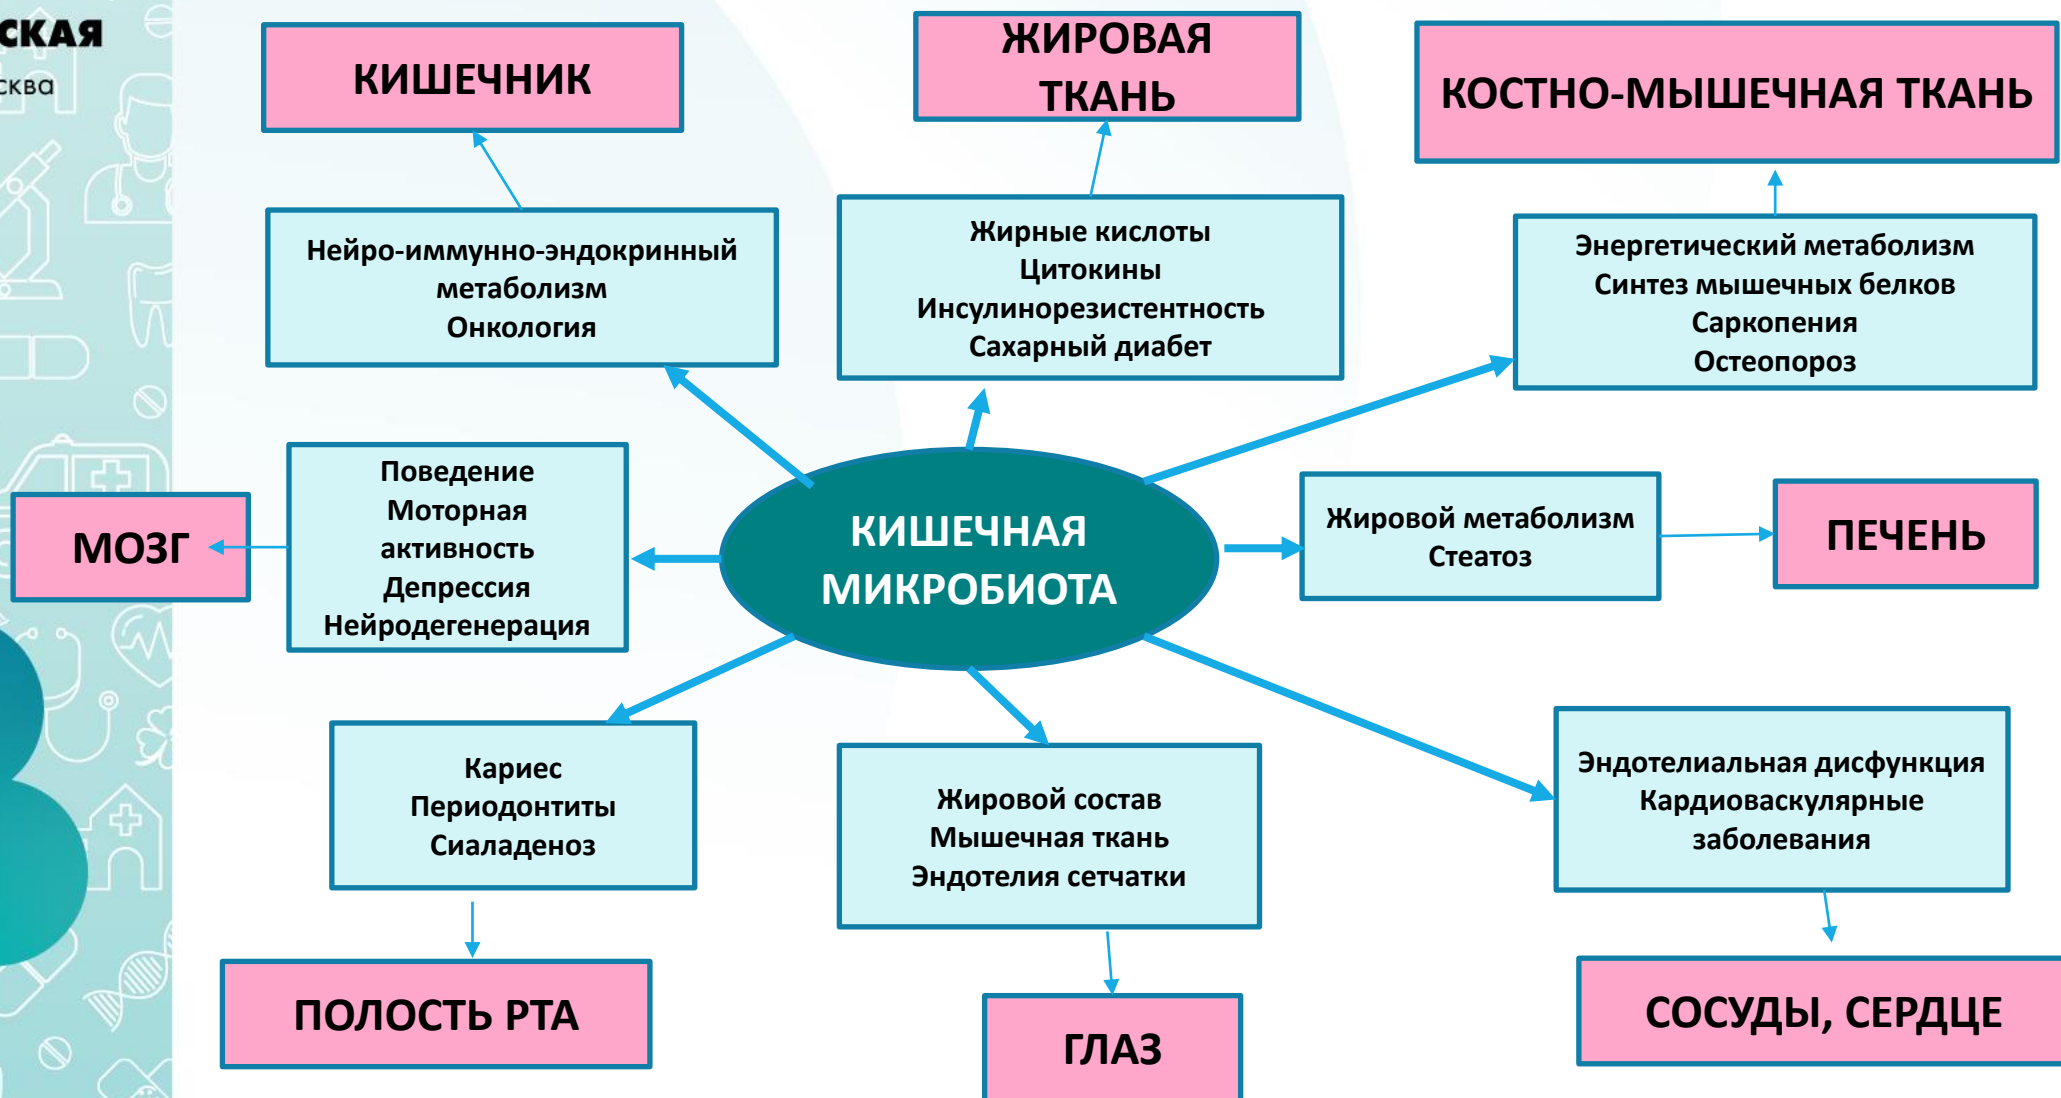 СКАЯ
сква
КИШЕЧНИК
ЖИРОВАЯ
ТКАНЬ
КОСТНО-МЫШЕЧНАЯ ТКАНЬ
Нейро-иммунно-эндокринный
метаболизм
Онкология
Жирные кислоты
Цитокины
Инсулинорезистентность
Сахарный диабет
Энергетический метаболизм
Синтез мышечных белков
Саркопения
Остеопороз
МОЗГ
Поведение
Моторная
активность
Депрессия
Нейродегенерация
КИШЕЧНАЯ
МИКРОБИОТА
Жировой метаболизм
Стеатоз
ПЕЧЕНЬ
Кариес
Периодонтиты
Сиаладеноз
Жировой состав
Мышечная ткань
Эндотелия сетчатки
Эндотелиальная дисфункция
Кардиоваскулярные
заболевания
ПОЛОСТЬ РТА
ГЛАЗ
СОСУДЫ, СЕРДЦЕ